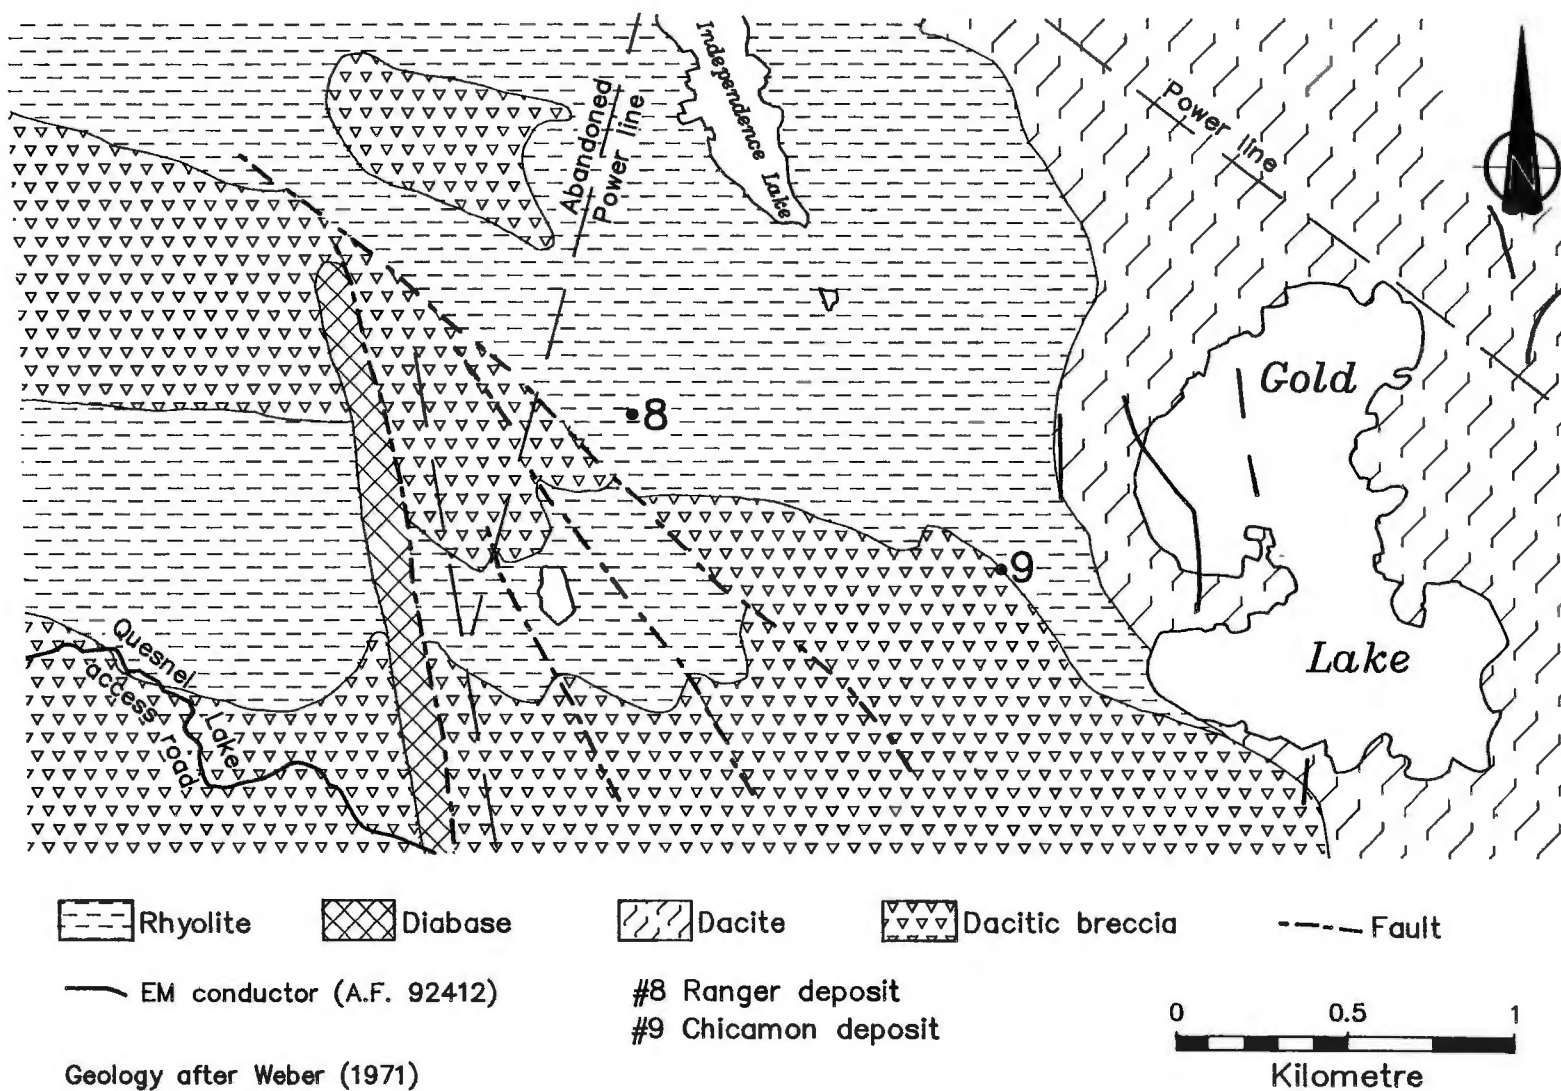 Independence Lake
Abandoned
Power line
Power line
N
Gold
Lake
8
9
Quesnel
Lake
access
road
Rhyolite
Diabase
Dacite
Dacitic breccia
Fault
EM conductor (A.F. 92412)
#8 Ranger deposit
#9 Chicamon deposit
0 0.5 1
Kilometre
Geology after Weber (1971)